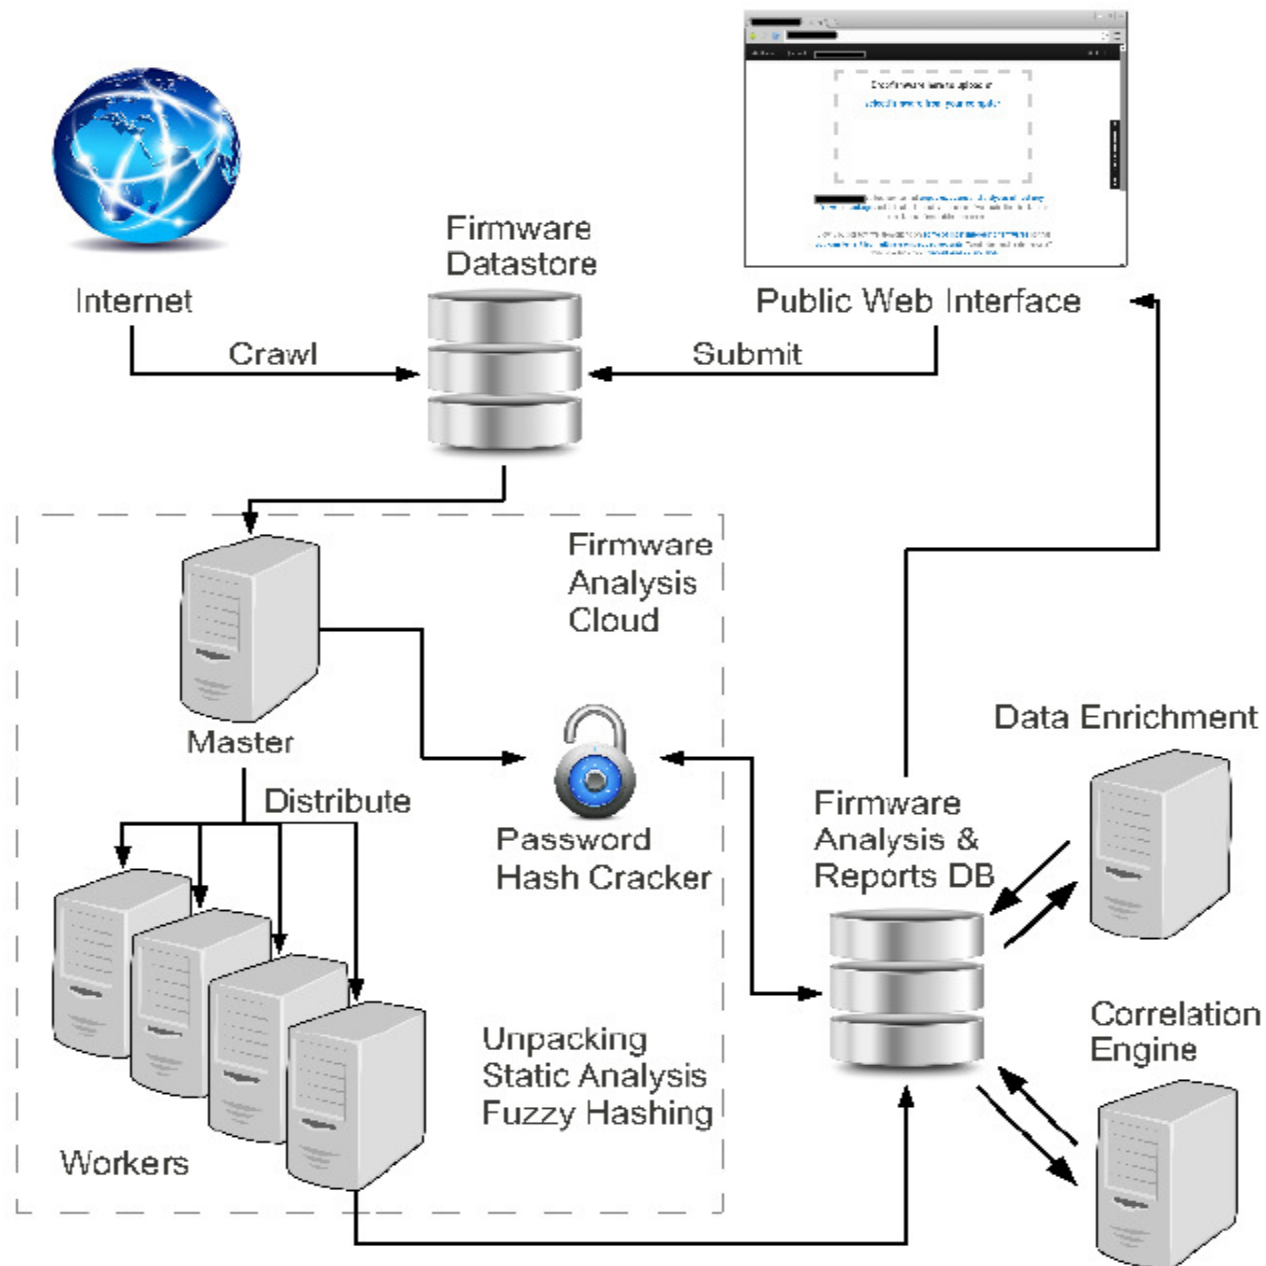 Internet
Crawl
Firmware
Datastore
Public Web Interface
Submit
Firmware
Analysis
Cloud
Master
Distribute
Password
Hash Cracker
Workers
Unpacking
Static Analysis
Fuzzy Hashing
Firmware
Analysis &
Reports DB
Data Enrichment
Correlation
Engine